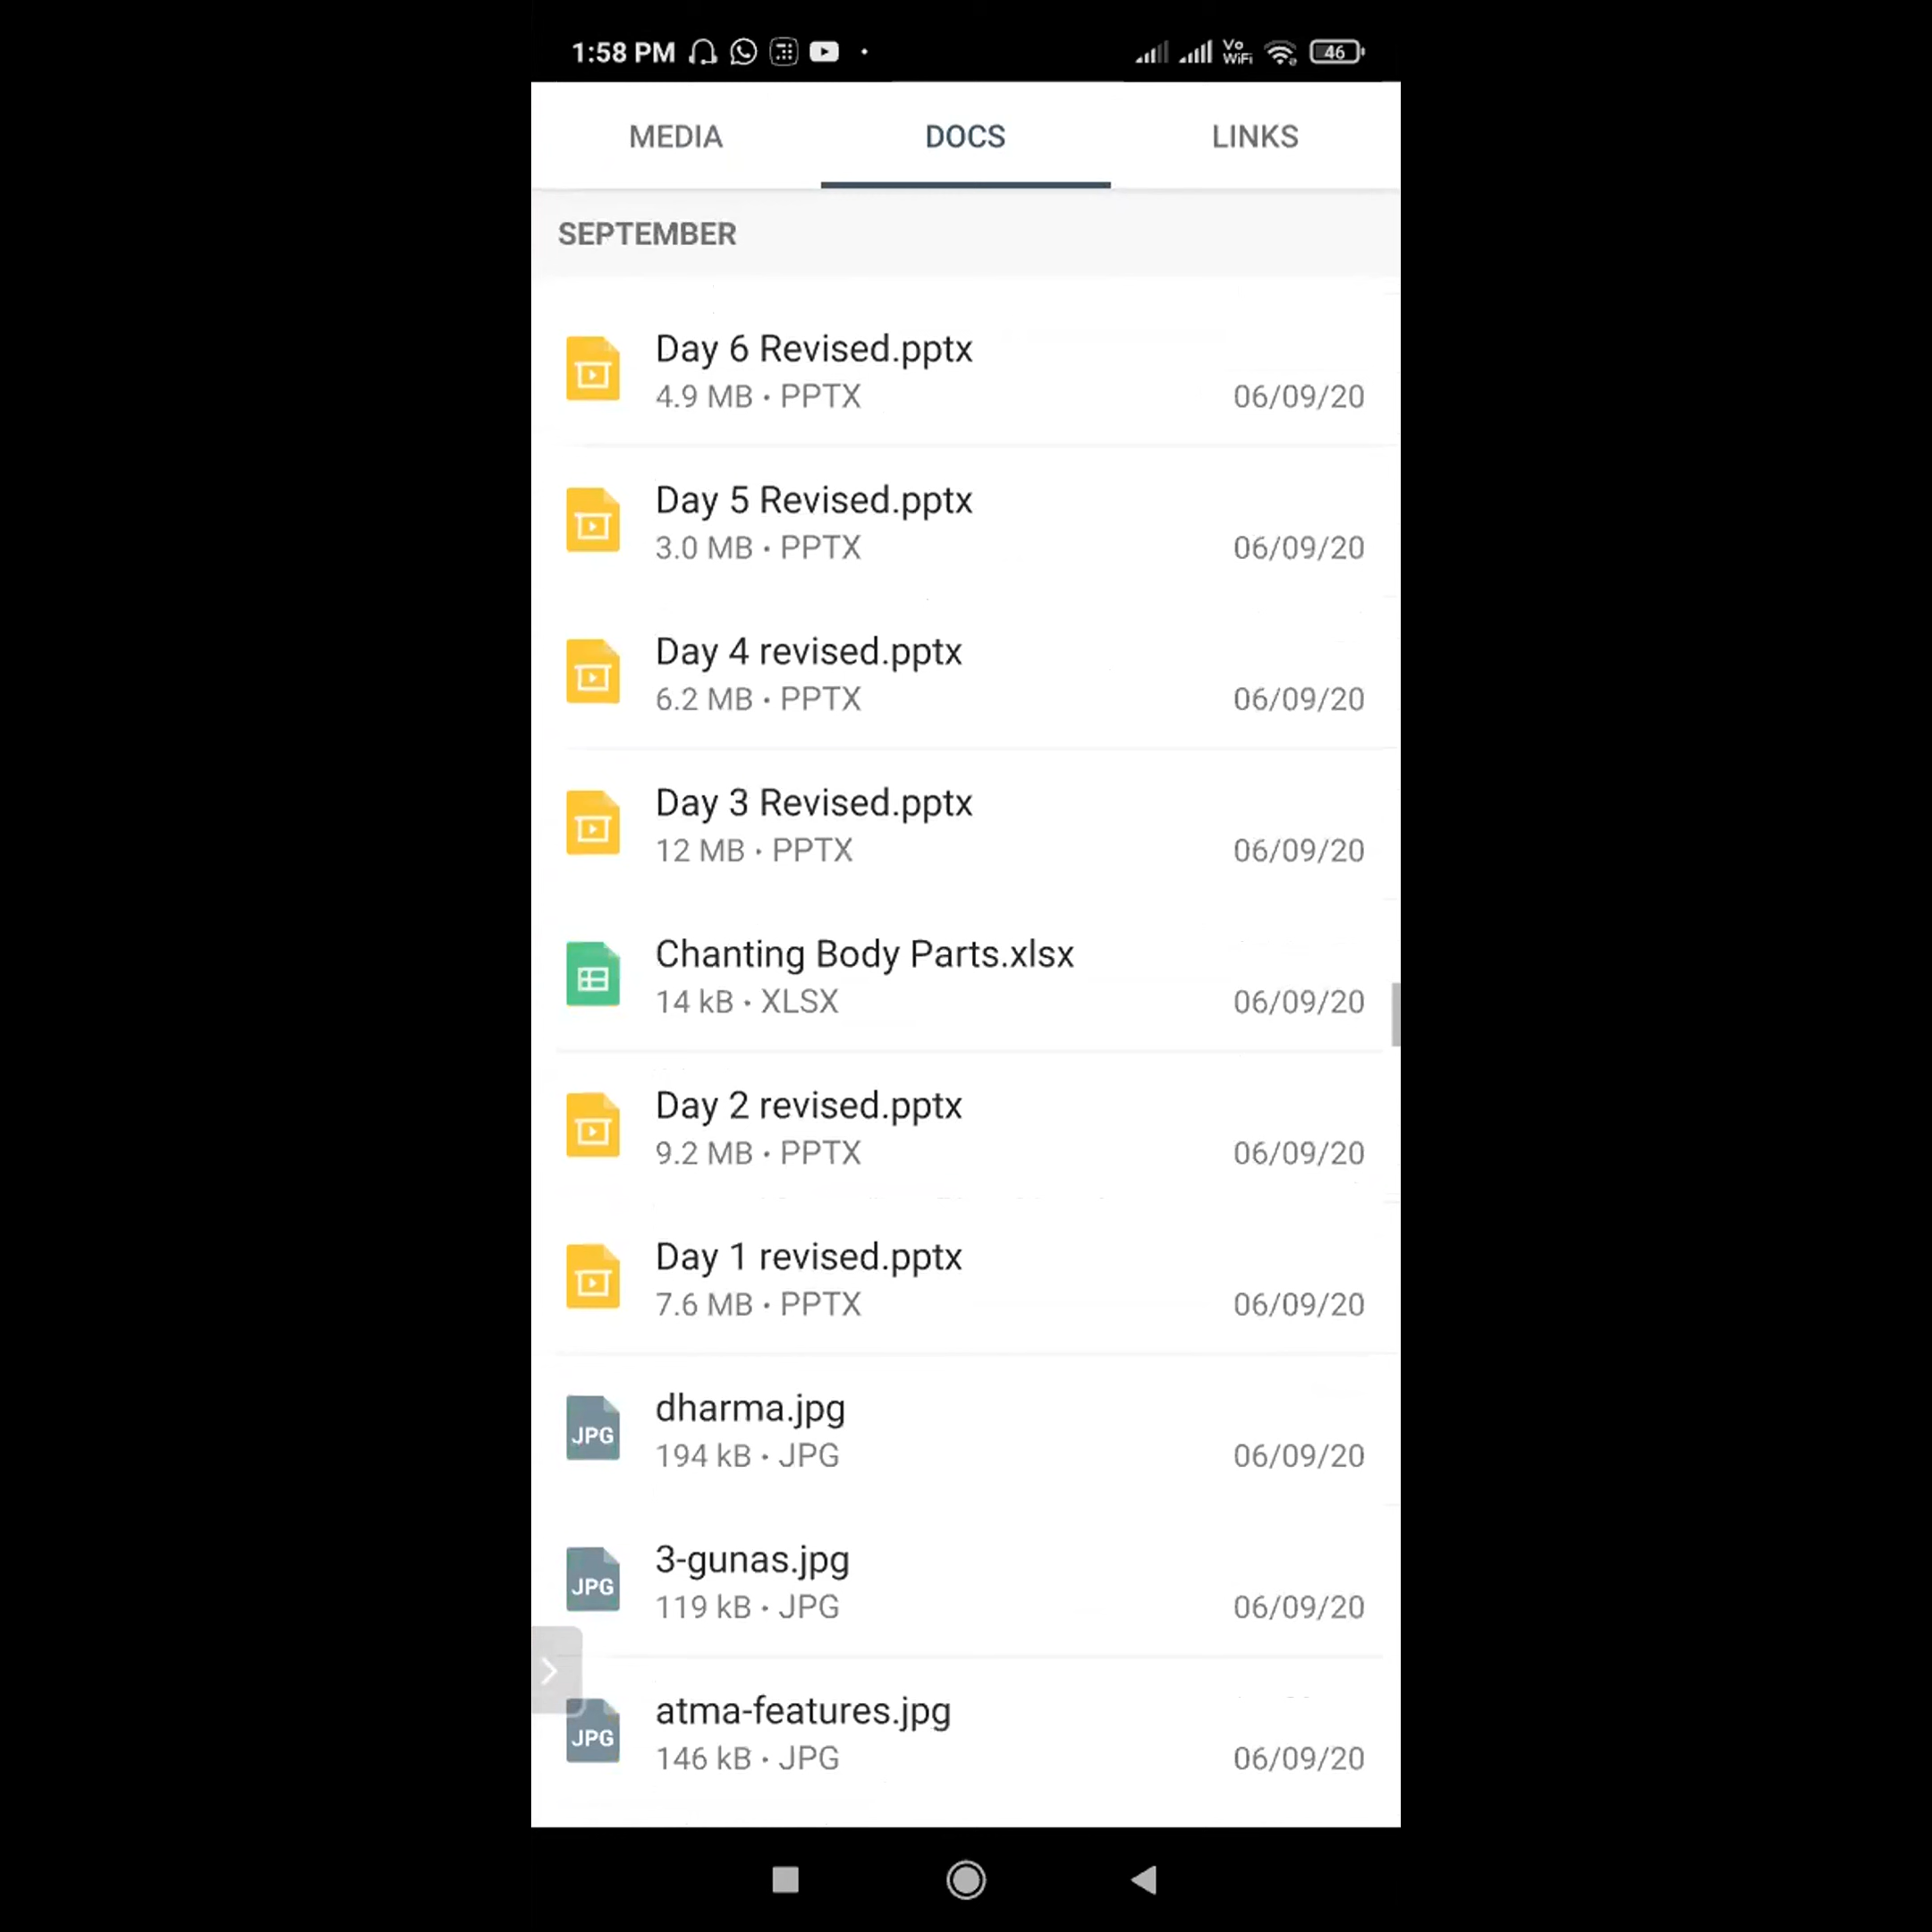 1:58 PM
Vo
WiFi
46
MEDIA
DOCS
LINKS
SEPTEMBER
Day 6 Revised.pptx
4.9 MB • PPTX
06/09/20
Day 5 Revised.pptx
3.0 MB • PPTX
06/09/20
Day 4 revised.pptx
6.2 MB • PPTX
06/09/20
Day 3 Revised.pptx
12 MB • PPTX
06/09/20
Chanting Body Parts.xlsx
14 kB • XLSX
06/09/20
Day 2 revised.pptx
9.2 MB • PPTX
06/09/20
Day 1 revised.pptx
7.6 MB • PPTX
06/09/20
JPG
dharma.jpg
194 kB • JPG
06/09/20
JPG
3-gunas.jpg
119 kB • JPG
06/09/20
JPG
atma-features.jpg
146 kB • JPG
06/09/20